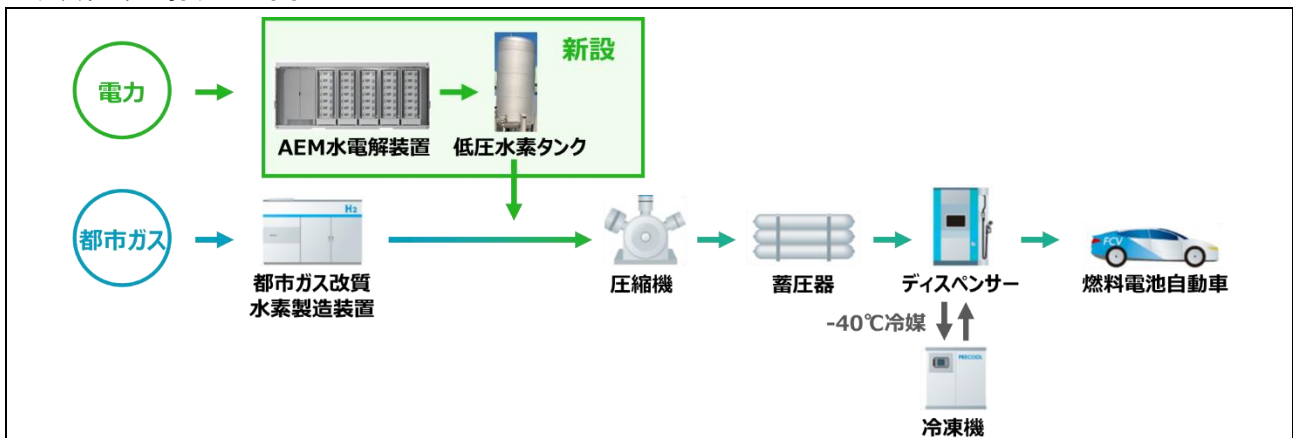 新設
電力
AEM水電解装置
低圧水素タンク
都市ガス
H2
都市ガス改質
水素製造装置
圧縮機
蓄圧器
ディスペンサー
FCV
燃料電池自動車
-40℃冷媒
冷凍機